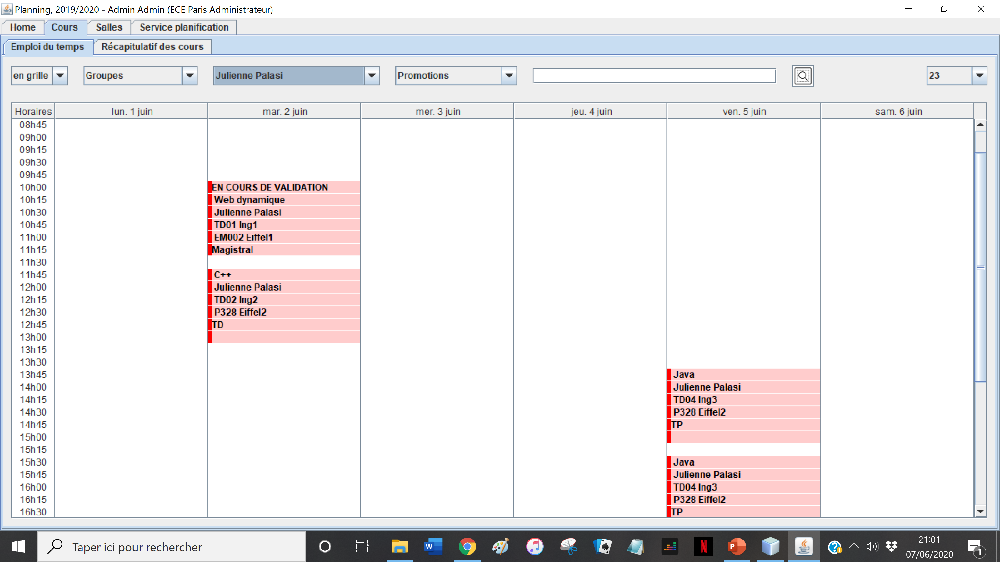 Planning, 2019/2020 - Admin Admin (ECE Paris Administrateur)
Home Cours Salles Service planification
Emploi du temps Récapitulatif des cours
en grille Groupes Julienne Palasi Promotions 23
Horaires lun. 1 juin mar. 2 juin mer. 3 juin jeu. 4 juin ven. 5 juin sam. 6 juin
08h45
09h00
09h15
09h30
09h45
10h00 EN COURS DE VALIDATION
10h15 Web dynamique
10h30 Julienne Palasi
10h45 TD01 Ing1
11h00 EM002 Eiffel1
11h15 Magistral
11h30
11h45 C++
12h00 Julienne Palasi
12h15 TD02 Ing2
12h30 P328 Eiffel2
12h45 TD
13h00
13h15
13h30
13h45 Java
14h00 Julienne Palasi
14h15 TD04 Ing3
14h30 P328 Eiffel2
14h45 TP
15h00
15h15
15h30 Java
15h45 Julienne Palasi
16h00 TD04 Ing3
16h15 P328 Eiffel2
16h30 TP
Taper ici pour rechercher
W
N
P
?
21:01
07/06/2020
1